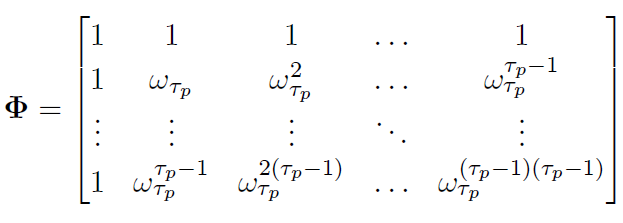 1 1 1 … 1
1 ω_{τ_p} ω_{τ_p}^{2} … ω_{τ_p}^{τ_p−1}
𝚽 = ⋮ ⋮ ⋮ ⋱ ⋮
1 ω_{τ_p}^{τ_p−1} ω_{τ_p}^{2(τ_p−1)} … ω_{τ_p}^{(τ_p−1)(τ_p−1)}